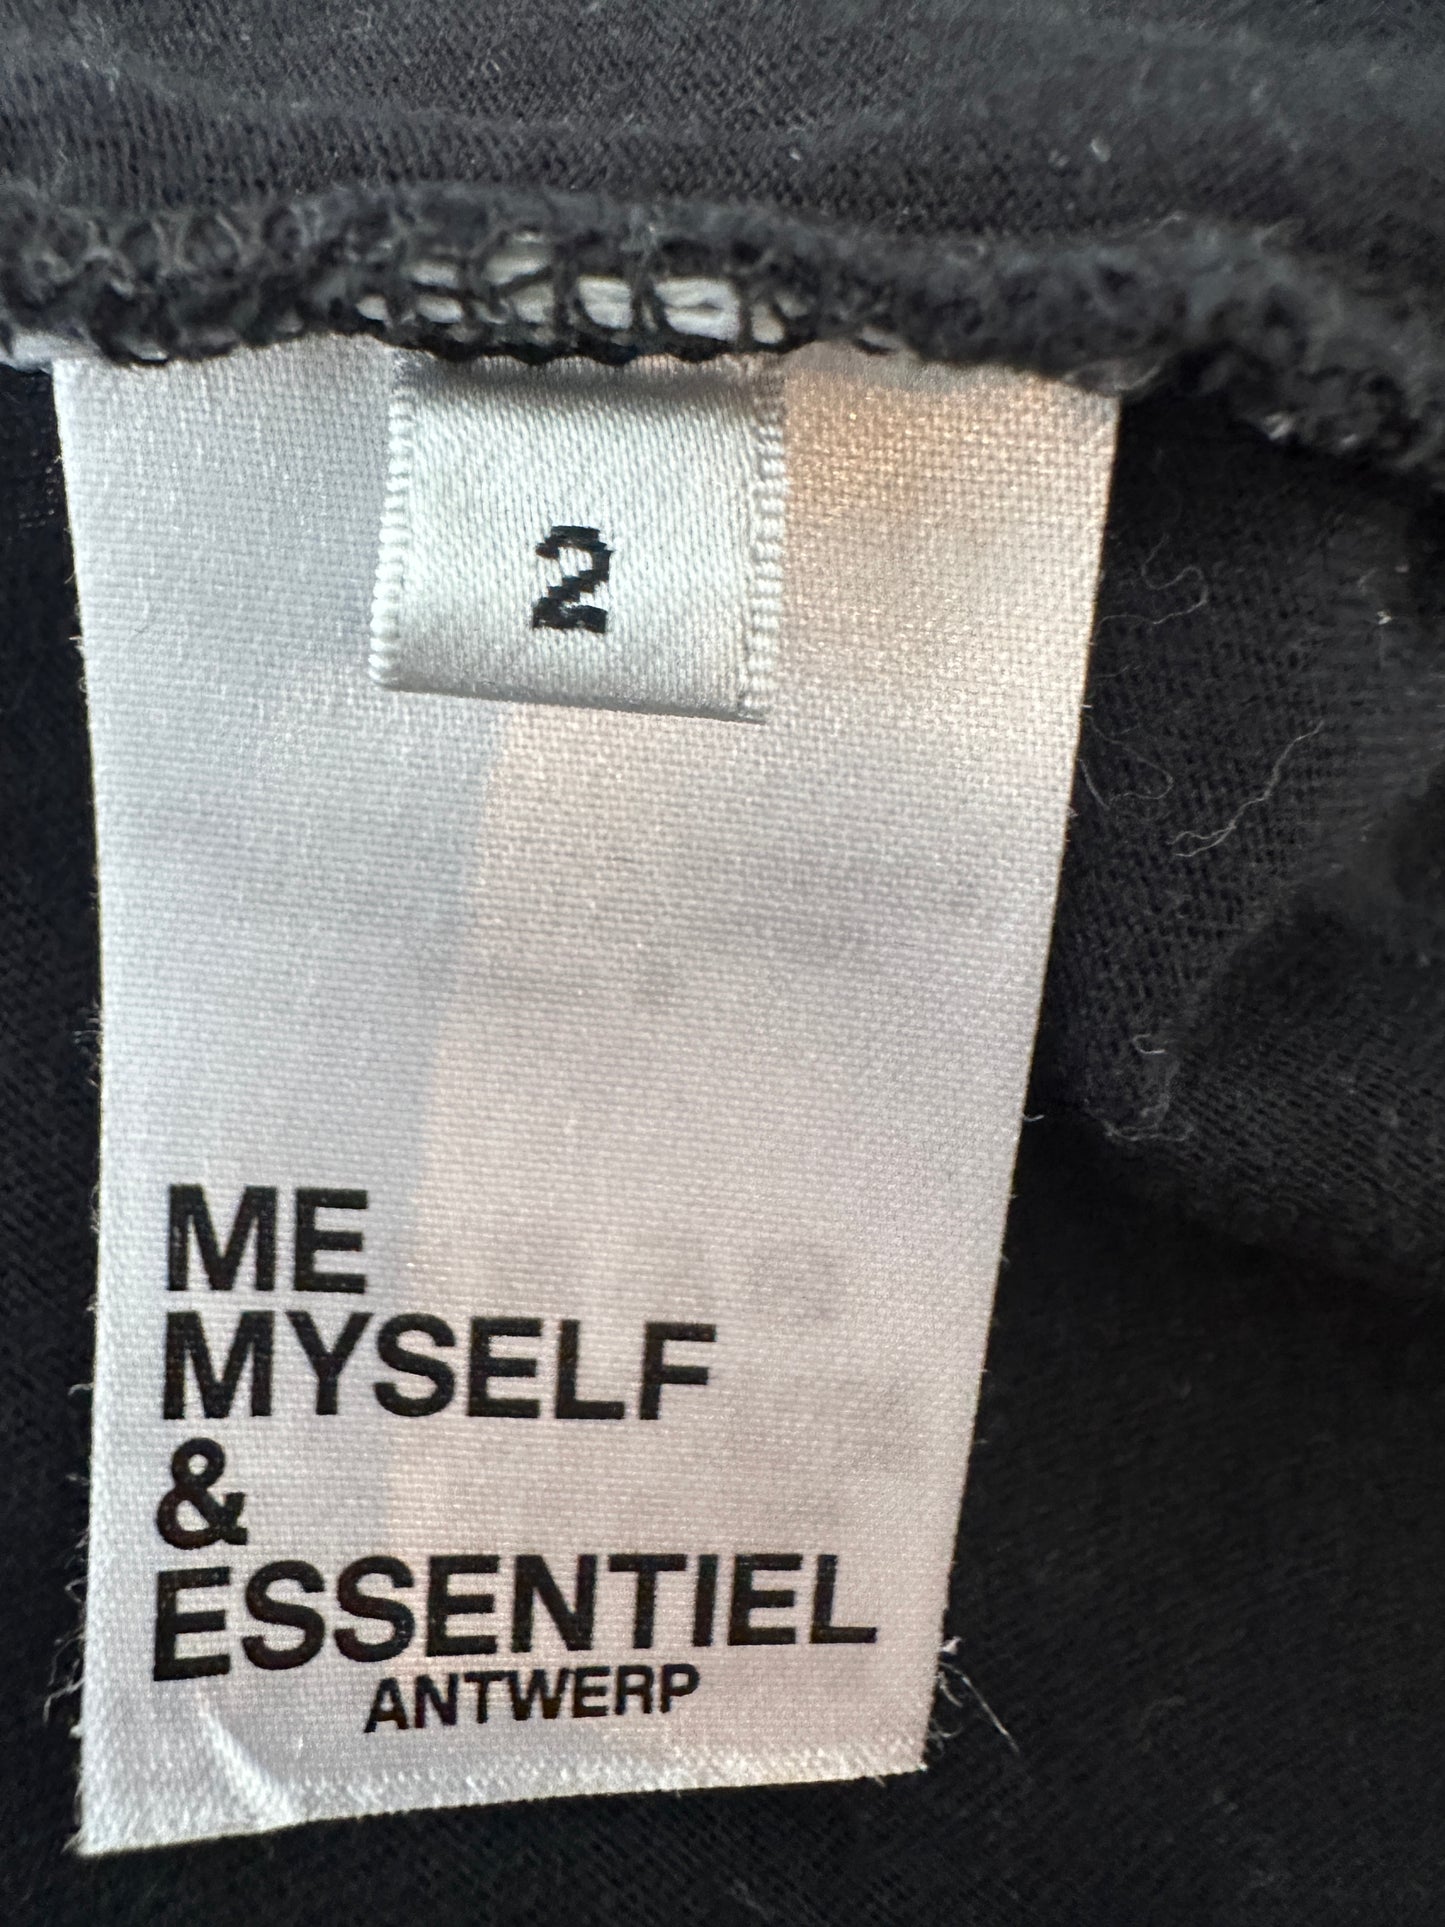 2
ME
MYSELF
&
ESSENTIEL
ANTWERP